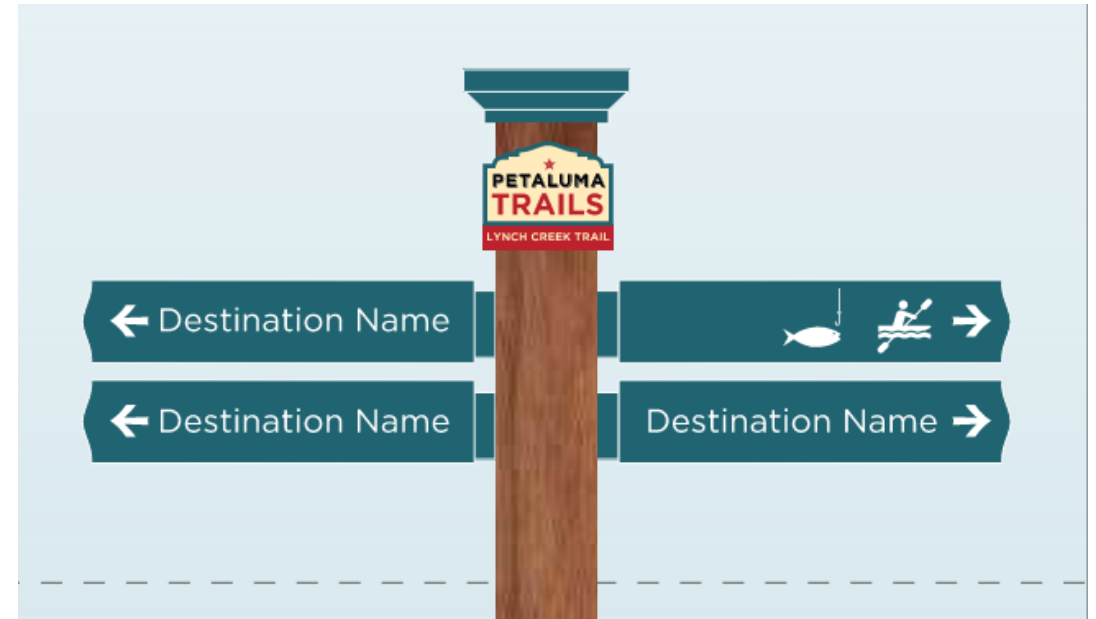 PETALUMA
TRAILS
LYNCH CREEK TRAIL
Destination Name
Destination Name
Destination Name